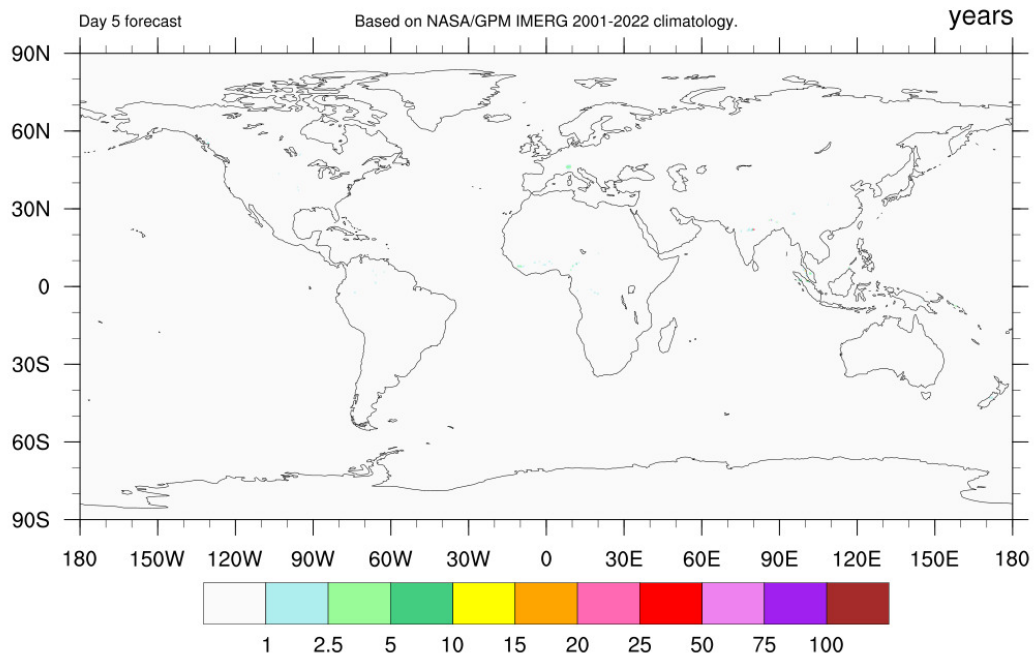 Day 5 forecast Based on NASA/GPM IMERG 2001-2022 climatology. years
90N
60N
30N
0
30S
60S
90S
180 150W 120W 90W 60W 30W 0 30E 60E 90E 120E 150E 180
1 2.5 5 10 15 20 25 50 75 100